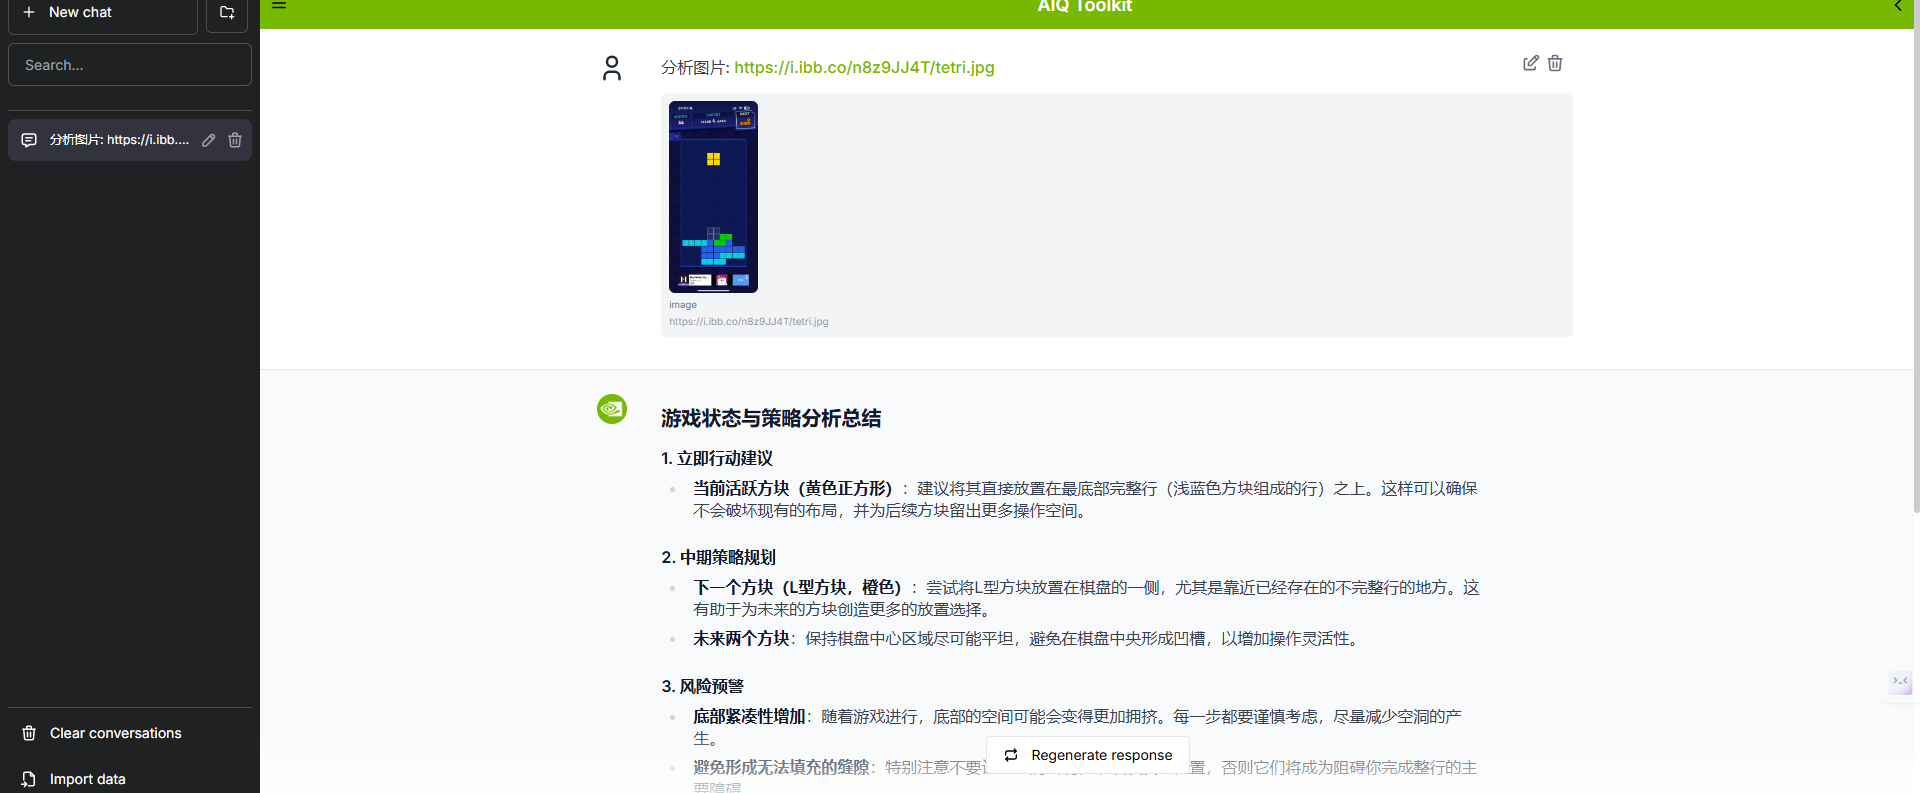 New chat
AIQ Toolkit
Search...
分析图片: https://i.ibb.co/n8z9JJ4T/tetri.jpg
分析图片: https://i.ibb....
MOVES
TARGET
NEXT
image
https://i.ibb.co/n8z9JJ4T/tetri.jpg
游戏状态与策略分析总结
1. 立即行动建议
当前活跃方块（黄色正方形）：建议将其直接放置在最底部完整行（浅蓝色方块组成的行）之上。这样可以确保
不会破坏现有的布局，并为后续方块留出更多操作空间。
2. 中期策略规划
下一个方块（L型方块，橙色）：尝试将L型方块放置在棋盘的一侧，尤其是靠近已经存在的不完整行的地方。这
有助于为未来的方块创造更多的放置选择。
未来两个方块：保持棋盘中心区域尽可能平坦，避免在棋盘中央形成凹槽，以增加操作灵活性。
3. 风险预警
底部紧凑性增加：随着游戏进行，底部的空间可能会变得更加拥挤。每一步都要谨慎考虑，尽量减少空洞的产
生。
避免形成无法填充的缝隙：特别注意不要
置，否则它们将成为阻碍你完成整行的主
要障碍
Regenerate response
Clear conversations
Import data